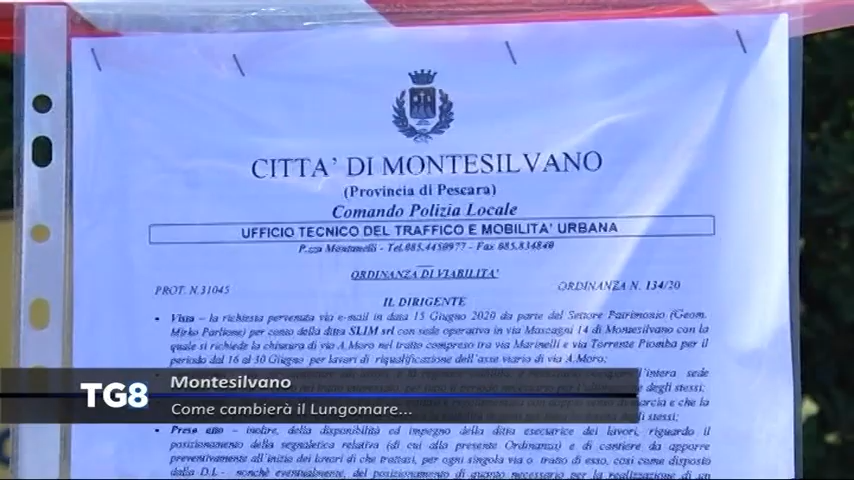 CITTA' DI MONTESILVANO
(Provincia di Pescara)
Comando Polizia Locale
UFFICIO TECNICO DEL TRAFFICO E MOBILITA' URBANA
P.zza Montanelli - Tel.085.4450977 - Fax 085.834840
ORDINANZA DI VIABILITA'
PROT. N.31045 ORDINANZA N. 134/20
IL DIRIGENTE
• Vista – la richiesta pervenuta via e-mail in data 15 Giugno 2020 da parte del Settore Patrimonio (Geom.
Mirko Parlione) per conto della ditta SLIM srl con sede operativa in via Mascagni 14 di Montesilvano con la
quale si richiede la chiusura di via A.Moro nel tratto compreso tra via Marinelli e via Torrente Piomba per il
periodo dal 16 al 30 Giugno per lavori di riqualificazione dell'asse viario di via A.Moro;
l'intera sede
degli stessi;
marcia e che la
stessi;
TG8
Montesilvano
Come cambierà il Lungomare...
• Preso atto – inoltre, della disponibilità ed impegno della ditta esecutrice dei lavori, riguardo il
posizionamento della segnaletica relativa (di cui alla presente Ordinanza) e di cantiere da apporre
preventivamente all'inizio dei lavori di che trattasi, per ogni singola via o tratto di esso, così come disposto
dalla D.L.- nonchè eventualmente, del posizionamento di quanto necessario per la realizzazione di un